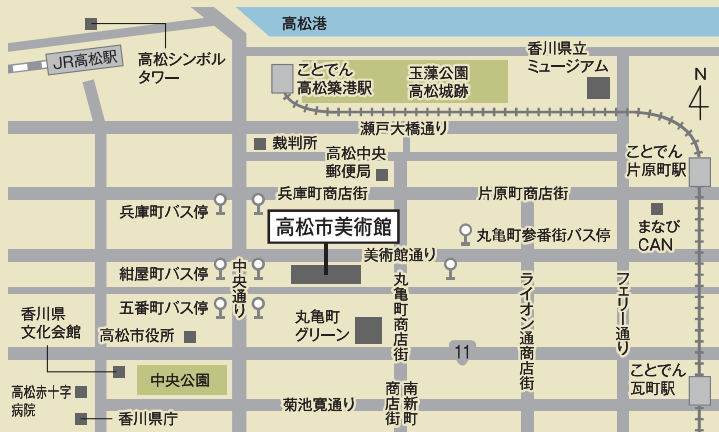 高松港
JR高松駅
高松シンボル
タワー
ことでん
高松築港駅
玉藻公園
高松城跡
香川県立
ミュージアム
N
瀬戸大橋通り
裁判所
高松中央
郵便局
ことでん
片原町駅
兵庫町商店街
片原町商店街
兵庫町バス停
高松市美術館
丸亀町参番街バス停
まなび
CAN
美術館通り
紺屋町バス停
中央通り
五番町バス停
丸亀町商店街
ライオン通商店街
フェリー通り
香川県
文化会館
高松市役所
丸亀町
グリーン
11
中央公園
ことでん
瓦町駅
高松赤十字
病院
香川県庁
菊池寛通り
南新町
商店街